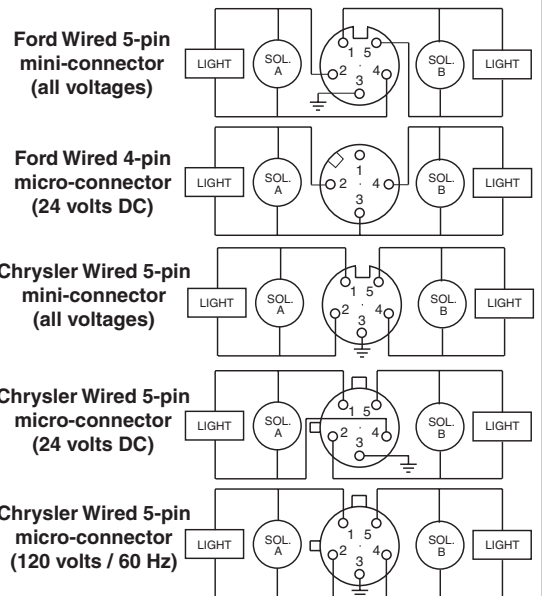 Ford Wired 5-pin
mini-connector
(all voltages)
LIGHT
SOL.
A
1 5
2 4
3
SOL.
B
LIGHT
Ford Wired 4-pin
micro-connector
(24 volts DC)
LIGHT
SOL.
A
1
2 4
3
SOL.
B
LIGHT
Chrysler Wired 5-pin
mini-connector
(all voltages)
LIGHT
SOL.
A
1 5
2 4
3
SOL.
B
LIGHT
Chrysler Wired 5-pin
micro-connector
(24 volts DC)
LIGHT
SOL.
A
1 5
2 4
3
SOL.
B
LIGHT
Chrysler Wired 5-pin
micro-connector
(120 volts / 60 Hz)
LIGHT
SOL.
A
1 5
2 4
3
SOL.
B
LIGHT